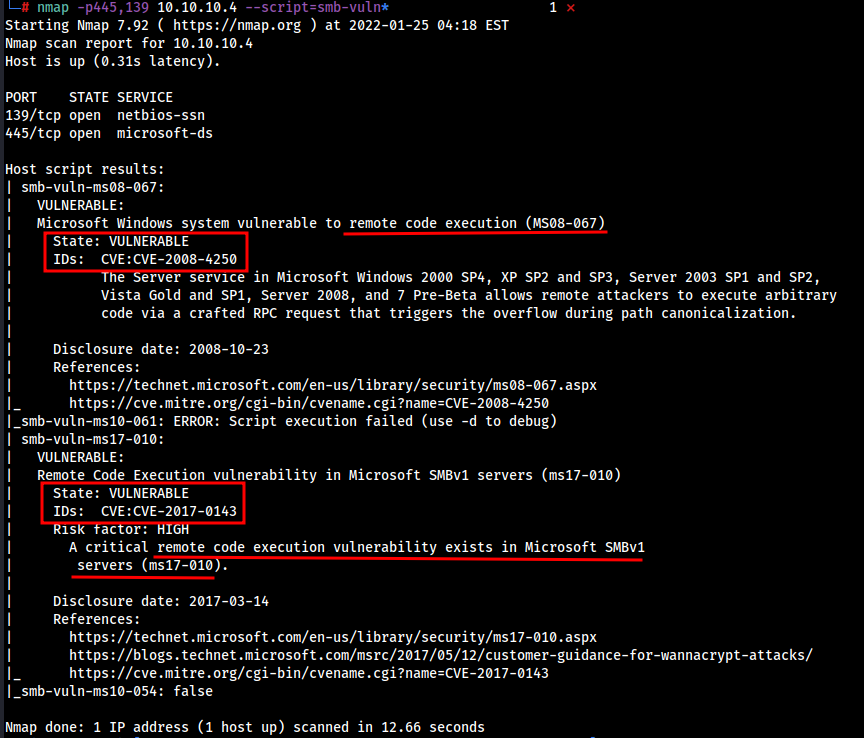 └─# nmap -p445,139 10.10.10.4 --script=smb-vuln* 1 ⨯
Starting Nmap 7.92 ( https://nmap.org ) at 2022-01-25 04:18 EST
Nmap scan report for 10.10.10.4
Host is up (0.31s latency).
PORT    STATE SERVICE
139/tcp open  netbios-ssn
445/tcp open  microsoft-ds
Host script results:
| smb-vuln-ms08-067:
|   VULNERABLE:
|   Microsoft Windows system vulnerable to remote code execution (MS08-067)
|     State: VULNERABLE
|     IDs:  CVE:CVE-2008-4250
|           The Server service in Microsoft Windows 2000 SP4, XP SP2 and SP3, Server 2003 SP1 and SP2,
|           Vista Gold and SP1, Server 2008, and 7 Pre-Beta allows remote attackers to execute arbitrary
|           code via a crafted RPC request that triggers the overflow during path canonicalization.
|
|     Disclosure date: 2008-10-23
|     References:
|       https://technet.microsoft.com/en-us/library/security/ms08-067.aspx
|_      https://cve.mitre.org/cgi-bin/cvename.cgi?name=CVE-2008-4250
|_smb-vuln-ms10-061: ERROR: Script execution failed (use -d to debug)
| smb-vuln-ms17-010:
|   VULNERABLE:
|   Remote Code Execution vulnerability in Microsoft SMBv1 servers (ms17-010)
|     State: VULNERABLE
|     IDs:  CVE:CVE-2017-0143
|     Risk factor: HIGH
|       A critical remote code execution vulnerability exists in Microsoft SMBv1
|        servers (ms17-010).
|
|     Disclosure date: 2017-03-14
|     References:
|       https://technet.microsoft.com/en-us/library/security/ms17-010.aspx
|       https://blogs.technet.microsoft.com/msrc/2017/05/12/customer-guidance-for-wannacrypt-attacks/
|_      https://cve.mitre.org/cgi-bin/cvename.cgi?name=CVE-2017-0143
|_smb-vuln-ms10-054: false
Nmap done: 1 IP address (1 host up) scanned in 12.66 seconds